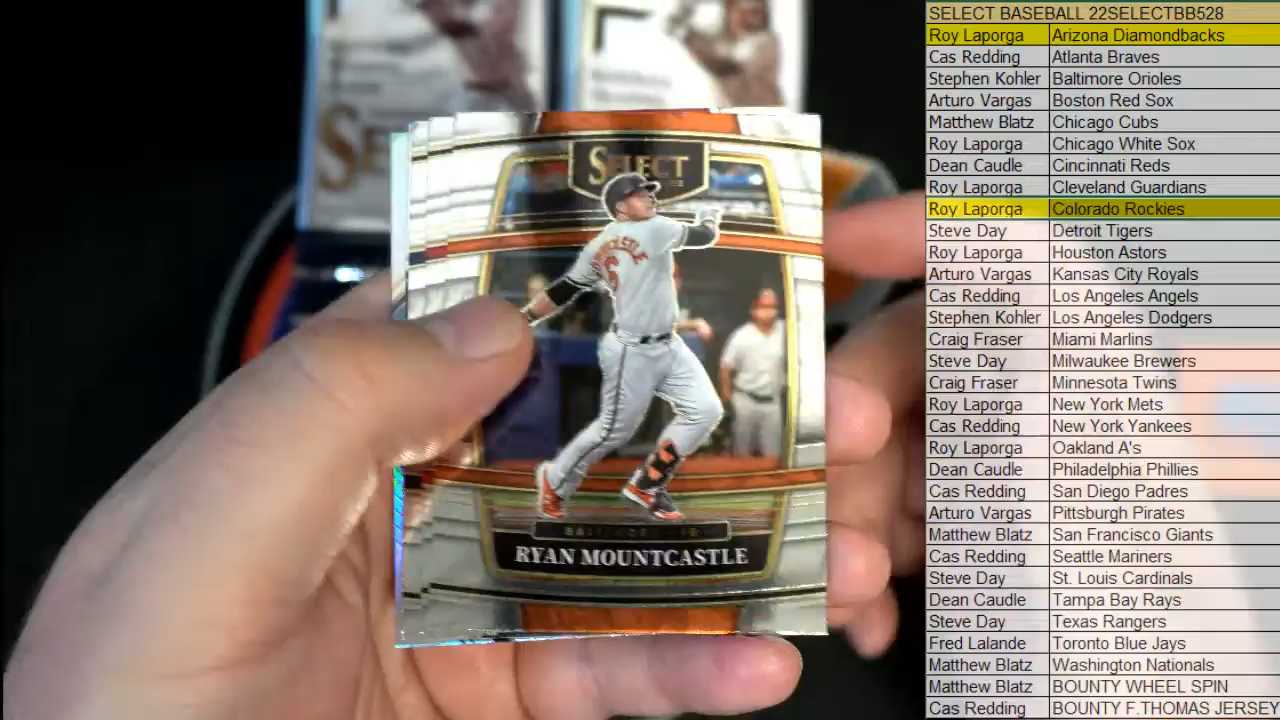 SELECT
RYAN MOUNTCASTLE
SELECT BASEBALL 22SELECTBB528
Roy Laporga Arizona Diamondbacks
Cas Redding Atlanta Braves
Stephen Kohler Baltimore Orioles
Arturo Vargas Boston Red Sox
Matthew Blatz Chicago Cubs
Roy Laporga Chicago White Sox
Dean Caudle Cincinnati Reds
Roy Laporga Cleveland Guardians
Roy Laporga Colorado Rockies
Steve Day Detroit Tigers
Roy Laporga Houston Astors
Arturo Vargas Kansas City Royals
Cas Redding Los Angeles Angels
Stephen Kohler Los Angeles Dodgers
Craig Fraser Miami Marlins
Steve Day Milwaukee Brewers
Craig Fraser Minnesota Twins
Roy Laporga New York Mets
Cas Redding New York Yankees
Roy Laporga Oakland A's
Dean Caudle Philadelphia Phillies
Cas Redding San Diego Padres
Arturo Vargas Pittsburgh Pirates
Matthew Blatz San Francisco Giants
Cas Redding Seattle Mariners
Steve Day St. Louis Cardinals
Dean Caudle Tampa Bay Rays
Steve Day Texas Rangers
Fred Lalande Toronto Blue Jays
Matthew Blatz Washington Nationals
Matthew Blatz BOUNTY WHEEL SPIN
Cas Redding BOUNTY F.THOMAS JERSEY